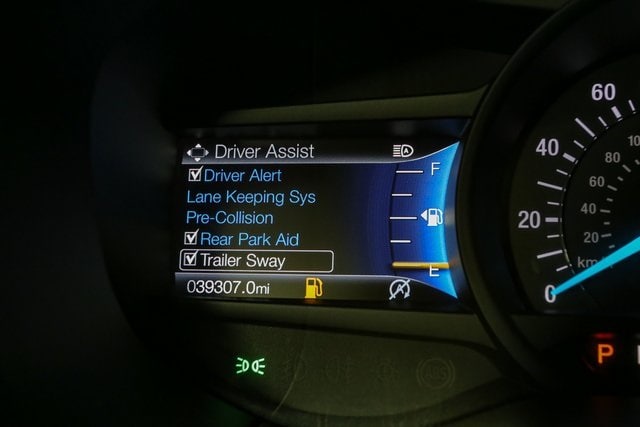 Driver Assist
Driver Alert
Lane Keeping Sys
Pre-Collision
Rear Park Aid
Trailer Sway
039307.0mi
F
E
60
40
20
0
80
60
40
20
km
P